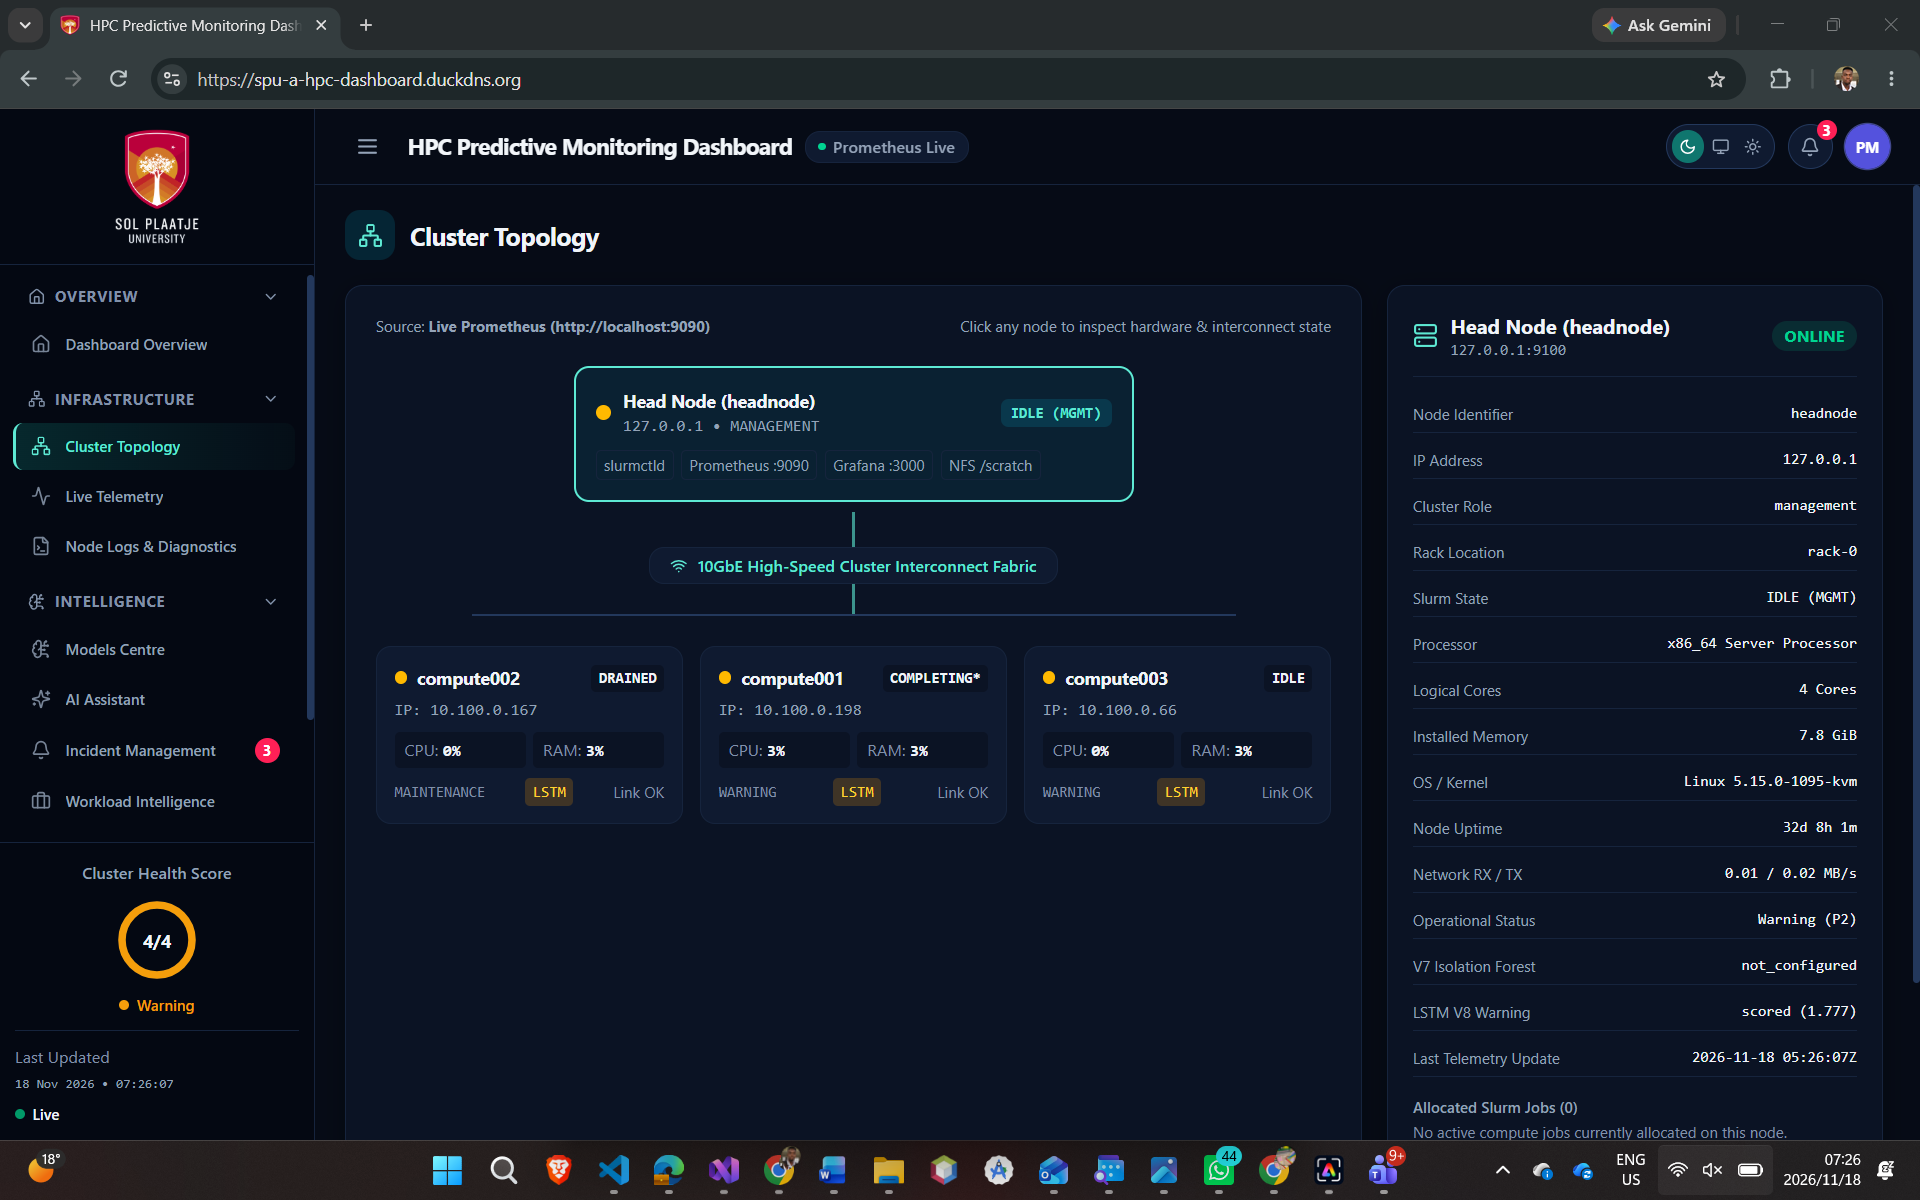 HPC Predictive Monitoring Dash
Ask Gemini
https://spu-a-hpc-dashboard.duckdns.org
SOL PLAATJE
UNIVERSITY
HPC Predictive Monitoring Dashboard
Prometheus Live
3
PM
OVERVIEW
Dashboard Overview
INFRASTRUCTURE
Cluster Topology
Live Telemetry
Node Logs & Diagnostics
INTELLIGENCE
Models Centre
AI Assistant
Incident Management 3
Workload Intelligence
Cluster Health Score
4/4
Warning
Last Updated
18 Nov 2026 • 07:26:07
Live
Cluster Topology
Source: Live Prometheus (http://localhost:9090)
Click any node to inspect hardware & interconnect state
Head Node (headnode)
127.0.0.1 • MANAGEMENT
IDLE (MGMT)
slurmctld Prometheus :9090 Grafana :3000 NFS /scratch
10GbE High-Speed Cluster Interconnect Fabric
compute002 DRAINED
IP: 10.100.0.167
CPU: 0% RAM: 3%
MAINTENANCE LSTM Link OK
compute001 COMPLETING*
IP: 10.100.0.198
CPU: 3% RAM: 3%
WARNING LSTM Link OK
compute003 IDLE
IP: 10.100.0.66
CPU: 0% RAM: 3%
WARNING LSTM Link OK
Head Node (headnode)
127.0.0.1:9100
ONLINE
Node Identifier headnode
IP Address 127.0.0.1
Cluster Role management
Rack Location rack-0
Slurm State IDLE (MGMT)
Processor x86_64 Server Processor
Logical Cores 4 Cores
Installed Memory 7.8 GiB
OS / Kernel Linux 5.15.0-1095-kvm
Node Uptime 32d 8h 1m
Network RX / TX 0.01 / 0.02 MB/s
Operational Status Warning (P2)
V7 Isolation Forest not_configured
LSTM V8 Warning scored (1.777)
Last Telemetry Update 2026-11-18 05:26:07Z
Allocated Slurm Jobs (0)
No active compute jobs currently allocated on this node.
18°
44
9+
ENG
US
07:26
2026/11/18